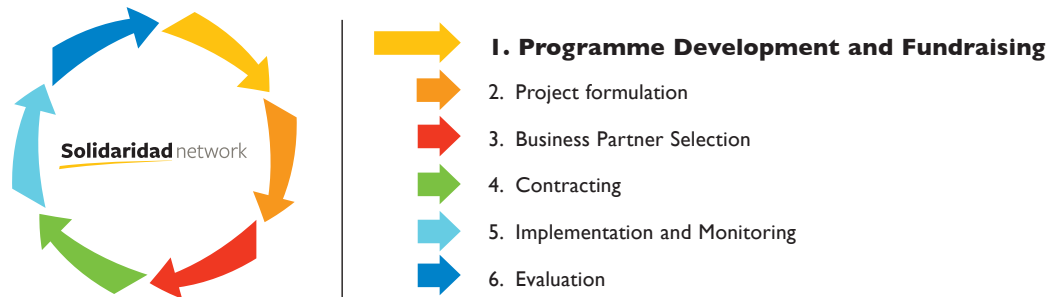 Solidaridad network
1. Programme Development and Fundraising
2. Project formulation
3. Business Partner Selection
4. Contracting
5. Implementation and Monitoring
6. Evaluation